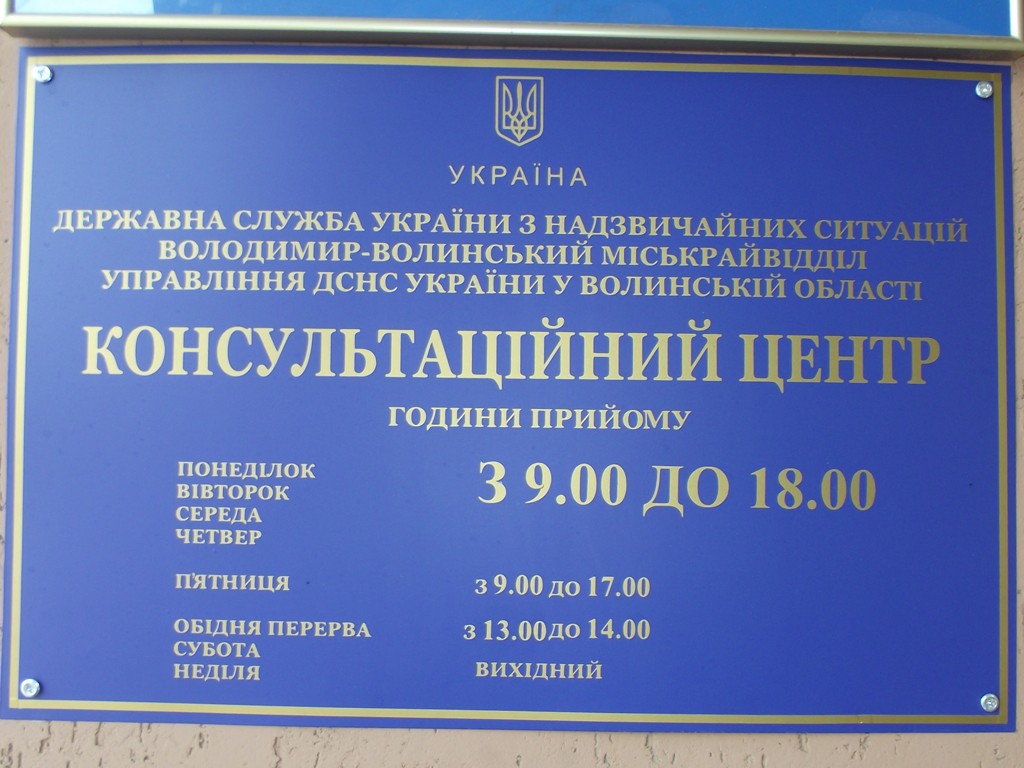 УКРАЇНА
ДЕРЖАВНА СЛУЖБА УКРАЇНИ З НАДЗВИЧАЙНИХ СИТУАЦІЙ
ВОЛОДИМИР-ВОЛИНСЬКИЙ МІСЬКРАЙВІДДІЛ
УПРАВЛІННЯ ДСНС УКРАЇНИ У ВОЛИНСЬКІЙ ОБЛАСТІ
КОНСУЛЬТАЦІЙНИЙ ЦЕНТР
ГОДИНИ ПРИЙОМУ
ПОНЕДІЛОК
ВІВТОРОК
СЕРЕДА
ЧЕТВЕР
З 9.00 ДО 18.00
П'ЯТНИЦЯ З 9.00 ДО 17.00
ОБІДНЯ ПЕРЕРВА З 13.00 ДО 14.00
СУБОТА
НЕДІЛЯ ВИХІДНИЙ